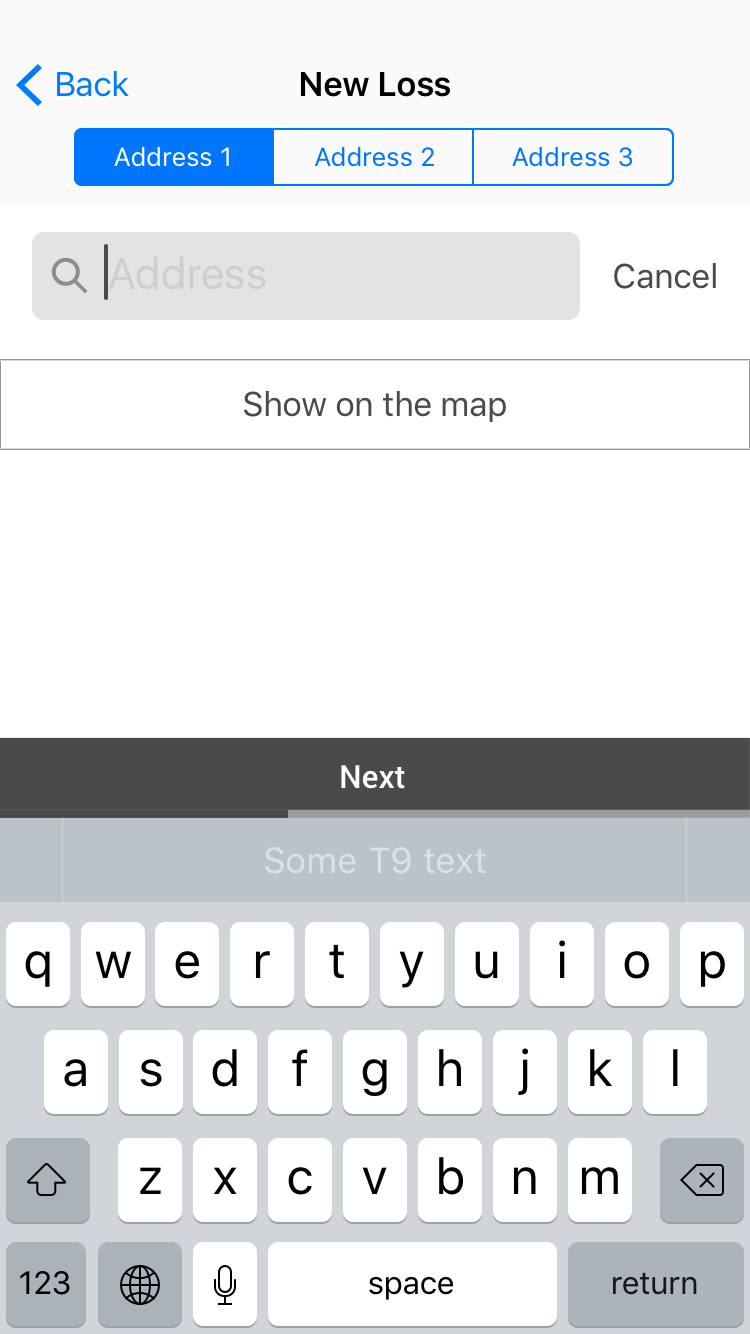 Back New Loss
Address 1 Address 2 Address 3
Address Cancel
Show on the map
Next
Some T9 text
q w e r t y u i o p
a s d f g h j k l
z x c v b n m
123 space return